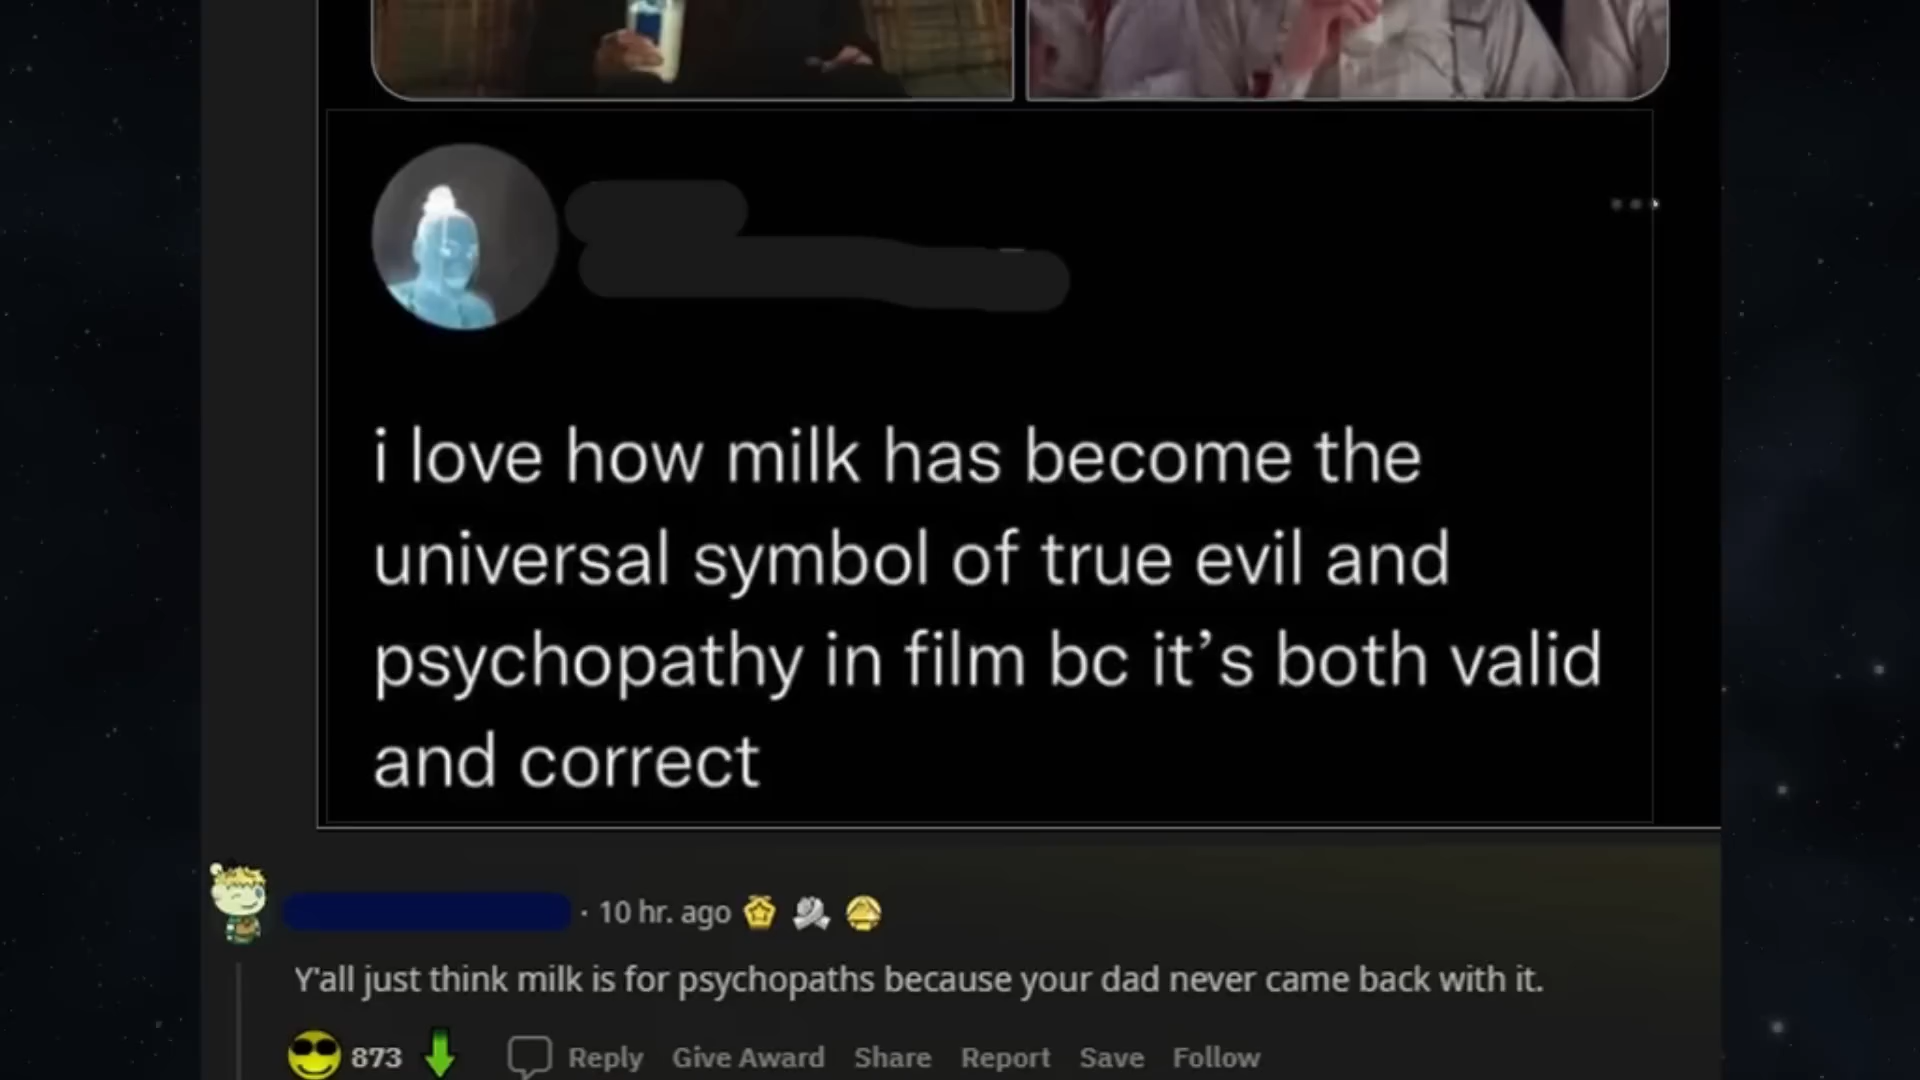 i love how milk has become the
universal symbol of true evil and
psychopathy in film bc it’s both valid
and correct
· 10 hr. ago
Y'all just think milk is for psychopaths because your dad never came back with it.
873 Reply Give Award Share Report Save Follow